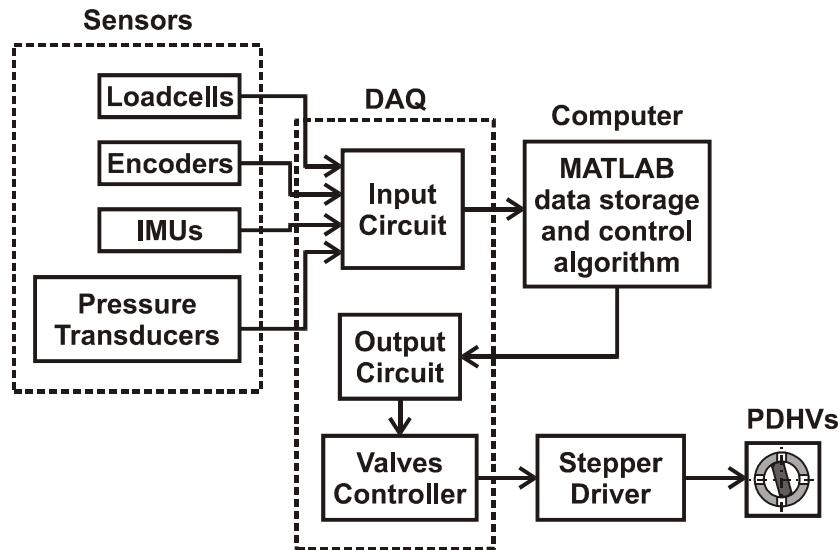 Sensors
Loadcells
Encoders
IMUs
Pressure
Transducers
DAQ
Input
Circuit
Computer
MATLAB
data storage
and control
algorithm
Output
Circuit
Valves
Controller
Stepper
Driver
PDHVs